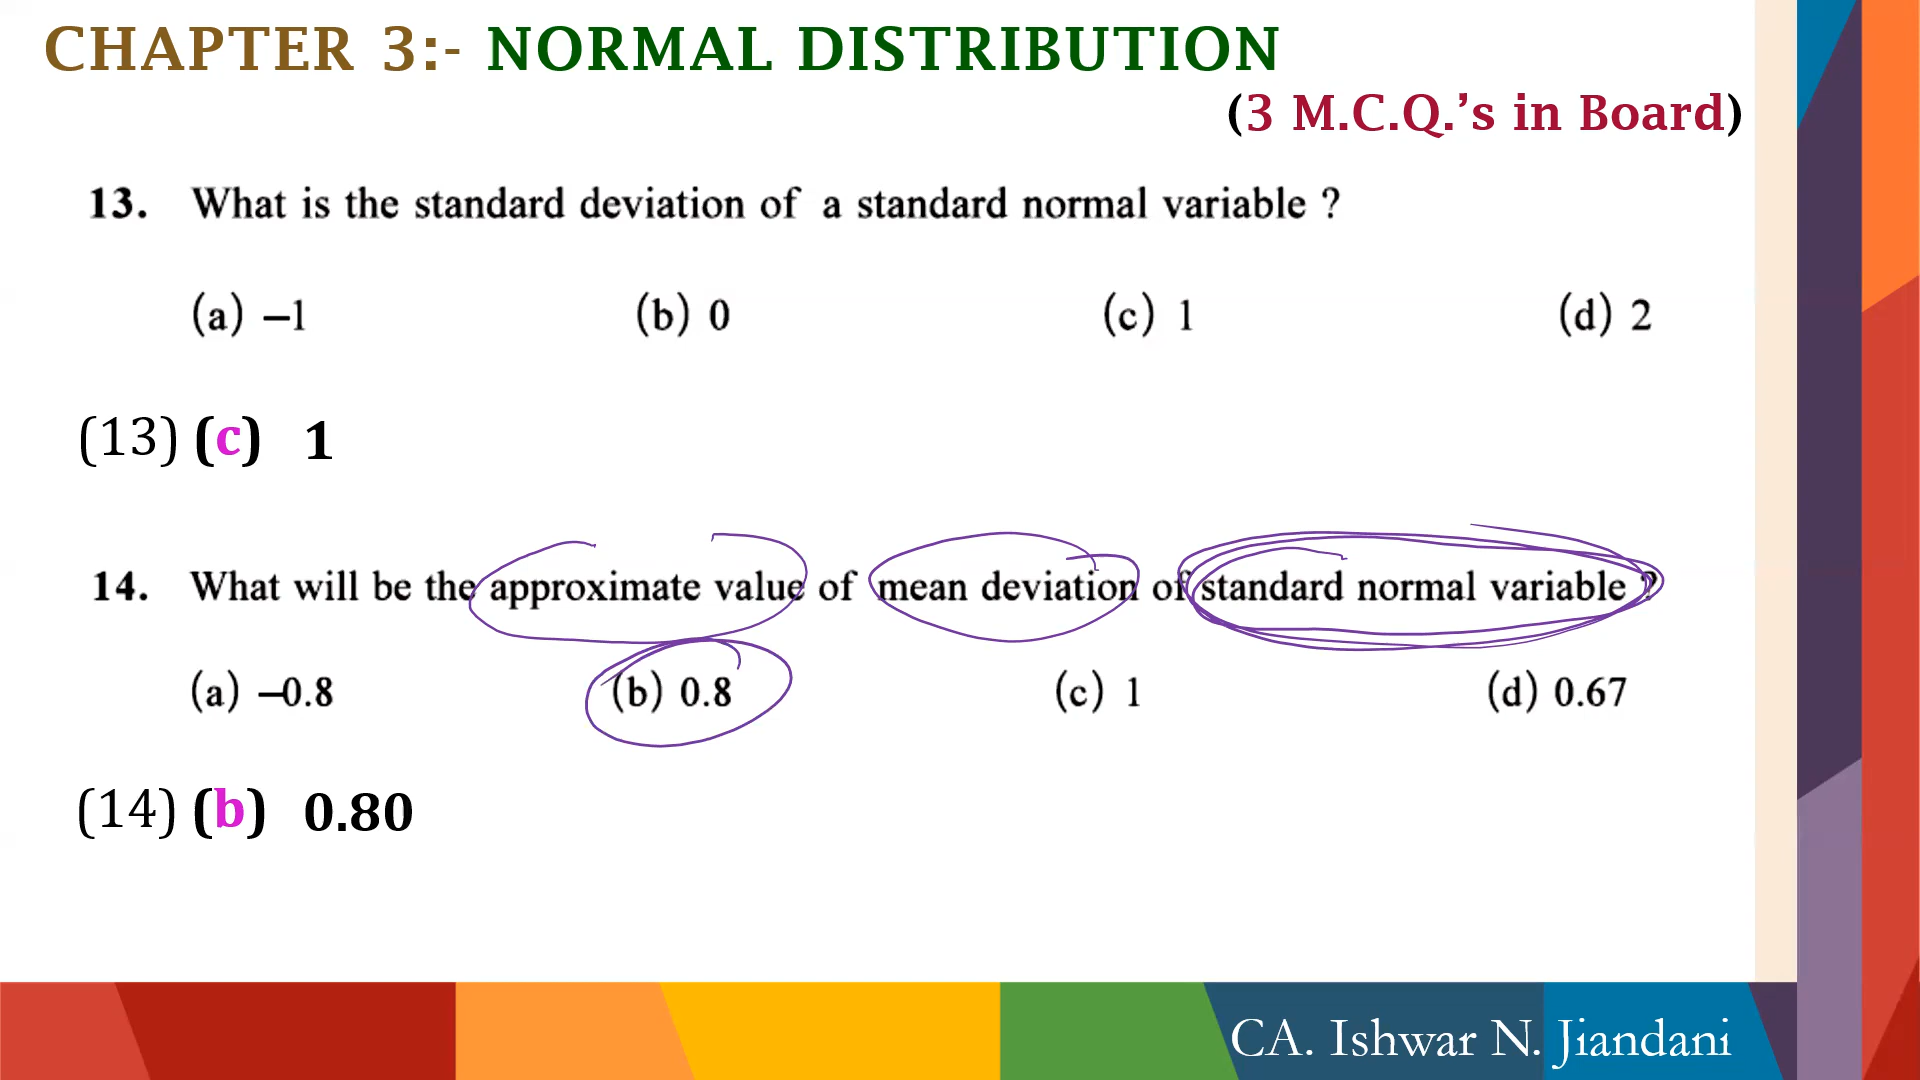 CHAPTER 3:- NORMAL DISTRIBUTION
(3 M.C.Q.’s in Board)
13. What is the standard deviation of a standard normal variable ?
(a) –1 (b) 0 (c) 1 (d) 2
(13) (c) 1
14. What will be the approximate value of mean deviation of standard normal variable ?
(a) –0.8 (b) 0.8 (c) 1 (d) 0.67
(14) (b) 0.80
CA. Ishwar N. Jiandani